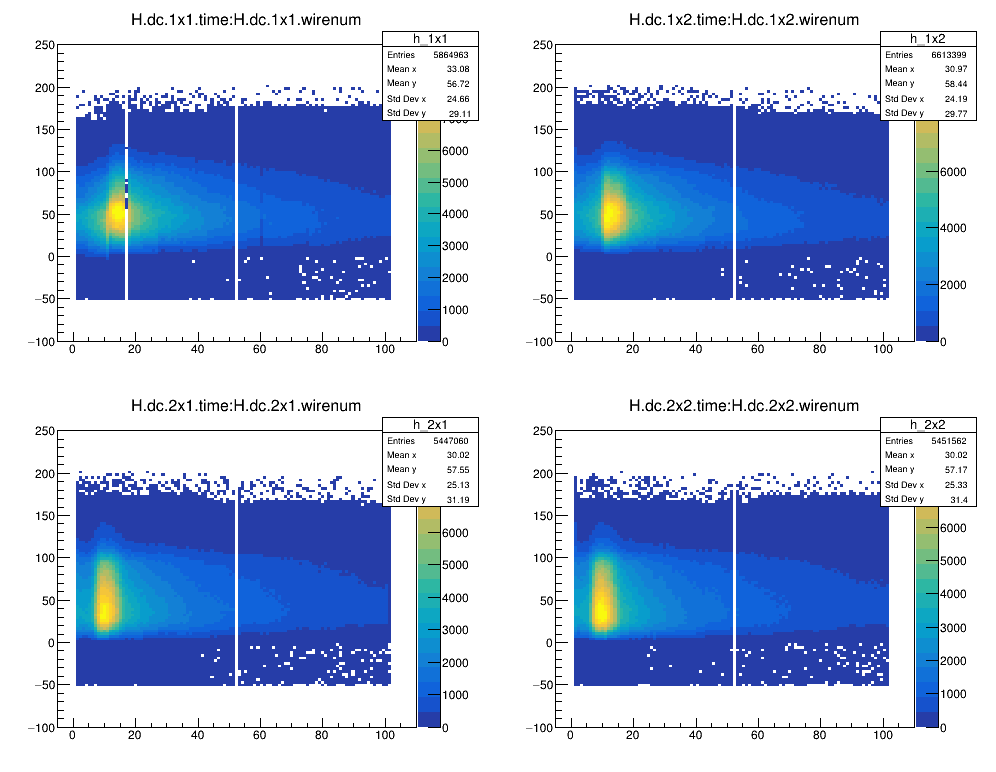 H.dc.1x1.time:H.dc.1x1.wirenum
h_1x1
Entries 5864963
Mean x 33.08
Mean y 56.72
Std Dev x 24.66
Std Dev y 29.11
250
200
150
100
50
0
−50
−100
0 20 40 60 80 100
6000
5000
4000
3000
2000
1000
0
H.dc.1x2.time:H.dc.1x2.wirenum
h_1x2
Entries 6613399
Mean x 30.97
Mean y 58.44
Std Dev x 24.19
Std Dev y 29.77
250
200
150
100
50
0
−50
−100
0 20 40 60 80 100
6000
4000
2000
0
H.dc.2x1.time:H.dc.2x1.wirenum
h_2x1
Entries 5447060
Mean x 30.02
Mean y 57.55
Std Dev x 25.13
Std Dev y 31.19
250
200
150
100
50
0
−50
−100
0 20 40 60 80 100
6000
5000
4000
3000
2000
1000
0
H.dc.2x2.time:H.dc.2x2.wirenum
h_2x2
Entries 5451562
Mean x 30.02
Mean y 57.17
Std Dev x 25.33
Std Dev y 31.4
250
200
150
100
50
0
−50
−100
0 20 40 60 80 100
6000
5000
4000
3000
2000
1000
0